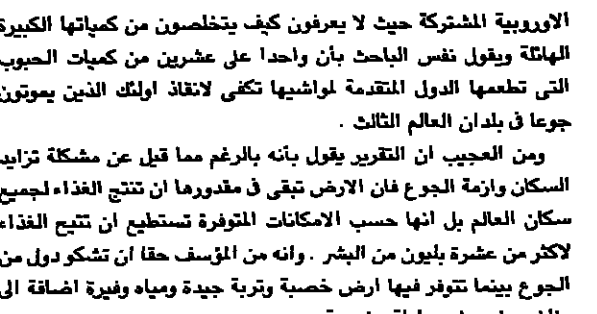 الاوروبية المشتركة حيث لا يعرفون كيف يتخلصون من كمياتها الكبيرة
الهائلة ويقول نفس الباحث بأن واحدا على عشرين من كميات الحبوب
التى تطعمها الدول المتقدمة لمواشيها تكفى لانقاذ اولئك الذين يموتون
جوعا فى بلدان العالم الثالث .
ومن العجيب ان التقرير يقول بأنه بالرغم مما قيل عن مشكلة تزايد
السكان وازمة الجوع فان الارض تبقى فى مقدورها ان تنتج الغذاء لجميع
سكان العالم بل انها حسب الامكانات المتوفرة تستطيع ان تتيح الغذاء
لاكثر من عشرة بليون من البشر . وانه من المؤسف حقا ان تشكو دول من
الجوع بينما تتوفر فيها ارض خصبة وتربة جيدة ومياه وفيرة اضافة الى